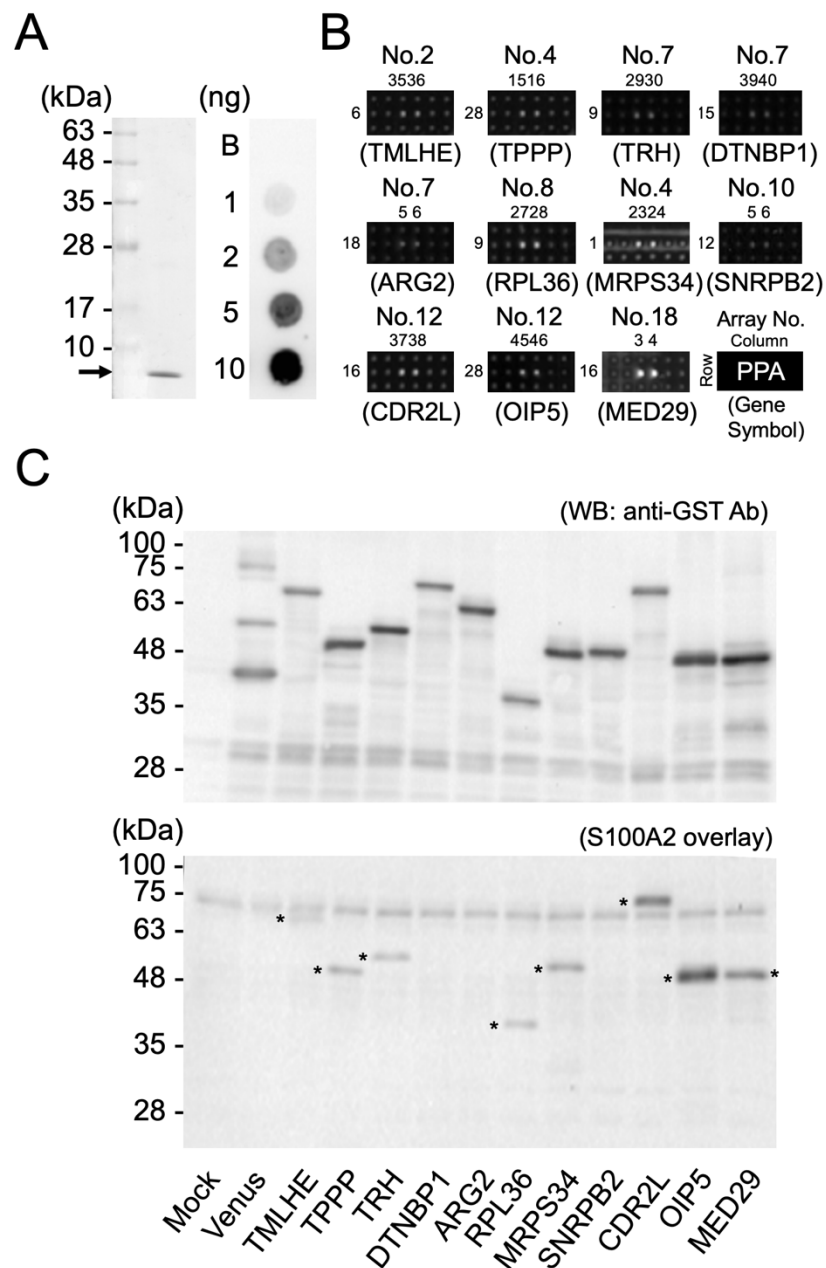 A
(kDa)
63 -
48 -
35 -
28 -
17 -
10 -
(ng)
B
1
2
5
10
B
No.2
3536
6
(TMLHE)
No.4
1516
28
(TPPP)
No.7
2930
9
(TRH)
No.7
3940
15
(DTNBP1)
No.7
5 6
18
(ARG2)
No.8
2728
9
(RPL36)
No.4
2324
1
(MRPS34)
No.10
5 6
12
(SNRPB2)
No.12
3738
16
(CDR2L)
No.12
4546
28
(OIP5)
No.18
3 4
16
(MED29)
Array No.
Column
Row
PPA
(Gene
Symbol)
C
(kDa)
(WB: anti-GST Ab)
100 -
75 -
63 -
48 -
35 -
28 -
(kDa)
(S100A2 overlay)
100 -
75 -
63 -
48 -
35 -
28 -
*
*
*
*
*
*
*
*
Mock
Venus
TMLHE
TPPP
TRH
DTNBP1
ARG2
RPL36
MRPS34
SNRPB2
CDR2L
OIP5
MED29